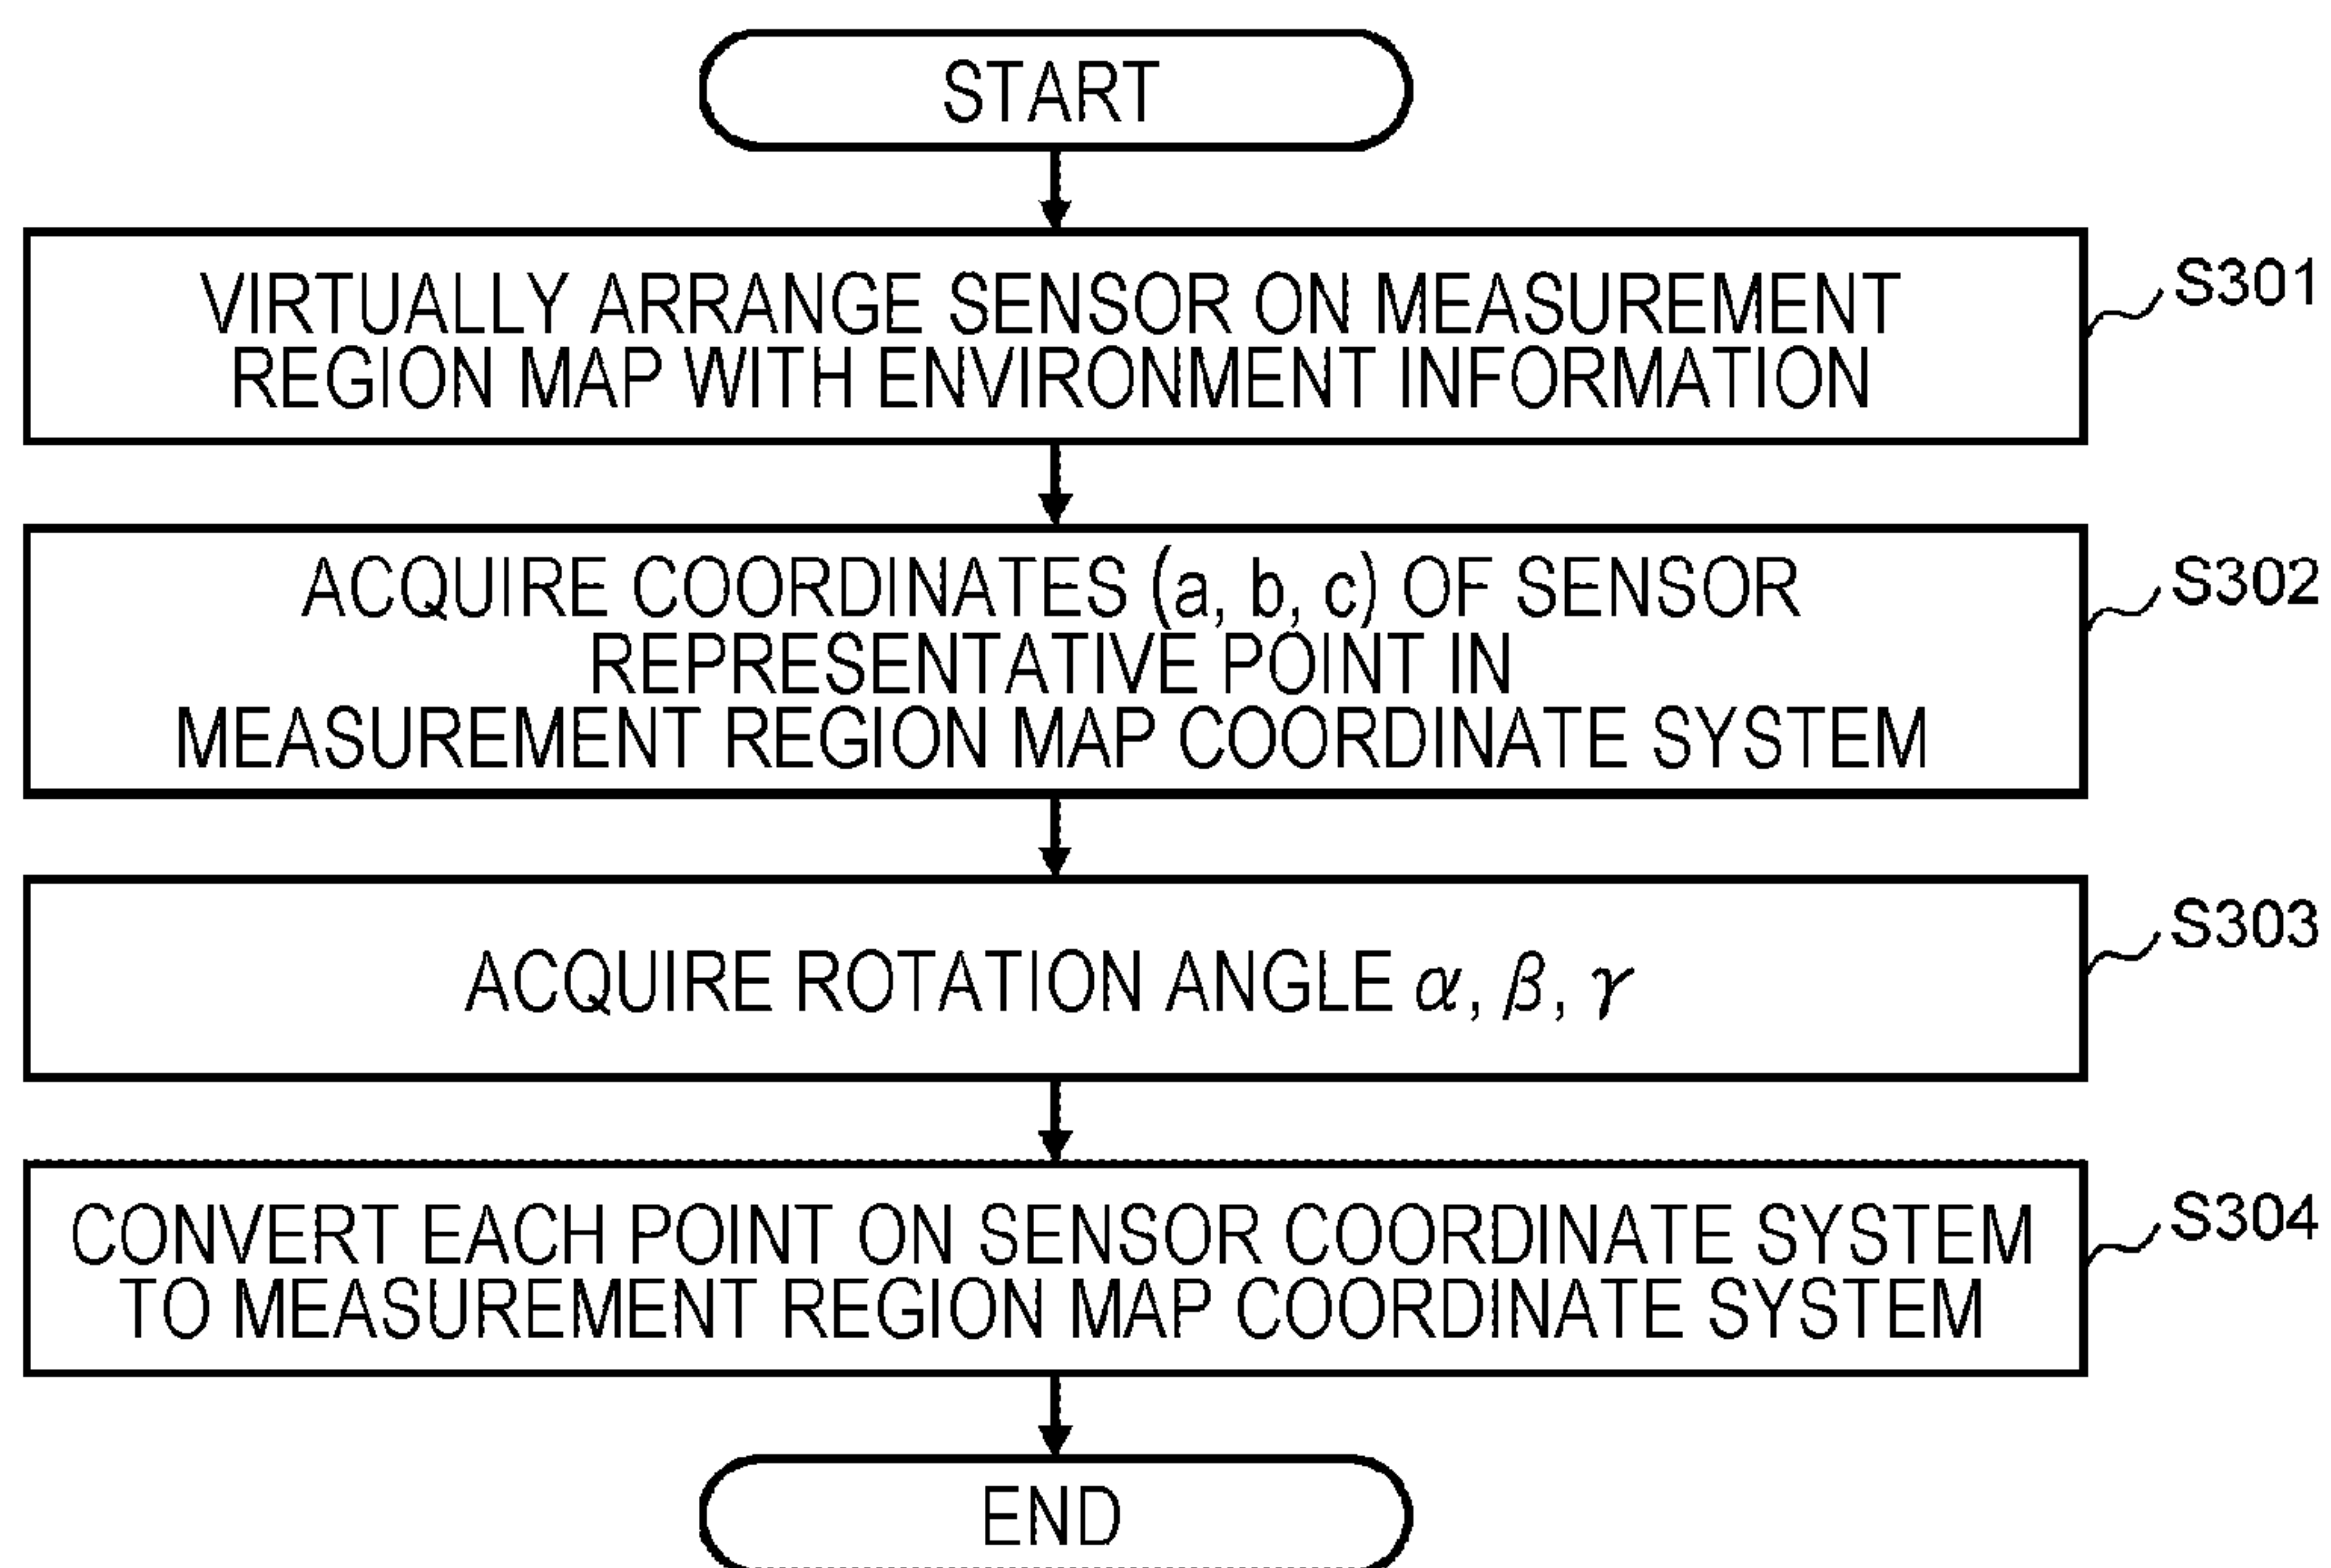 START
VIRTUALLY ARRANGE SENSOR ON MEASUREMENT
REGION MAP WITH ENVIRONMENT INFORMATION
S301
ACQUIRE COORDINATES (a, b, c) OF SENSOR
REPRESENTATIVE POINT IN
MEASUREMENT REGION MAP COORDINATE SYSTEM
S302
ACQUIRE ROTATION ANGLE α, β, γ
S303
CONVERT EACH POINT ON SENSOR COORDINATE SYSTEM
TO MEASUREMENT REGION MAP COORDINATE SYSTEM
S304
END